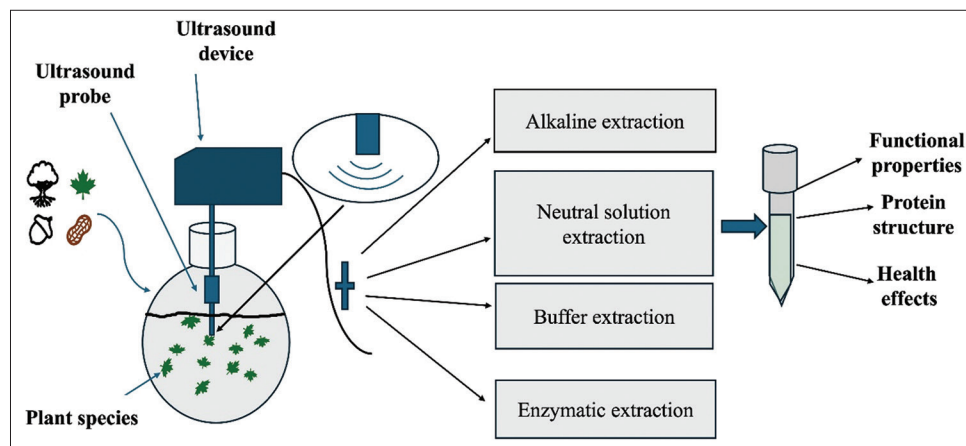 Ultrasound
device
Ultrasound
probe
Plant species
Alkaline extraction
Neutral solution
extraction
Buffer extraction
Enzymatic extraction
Functional
properties
Protein
structure
Health
effects